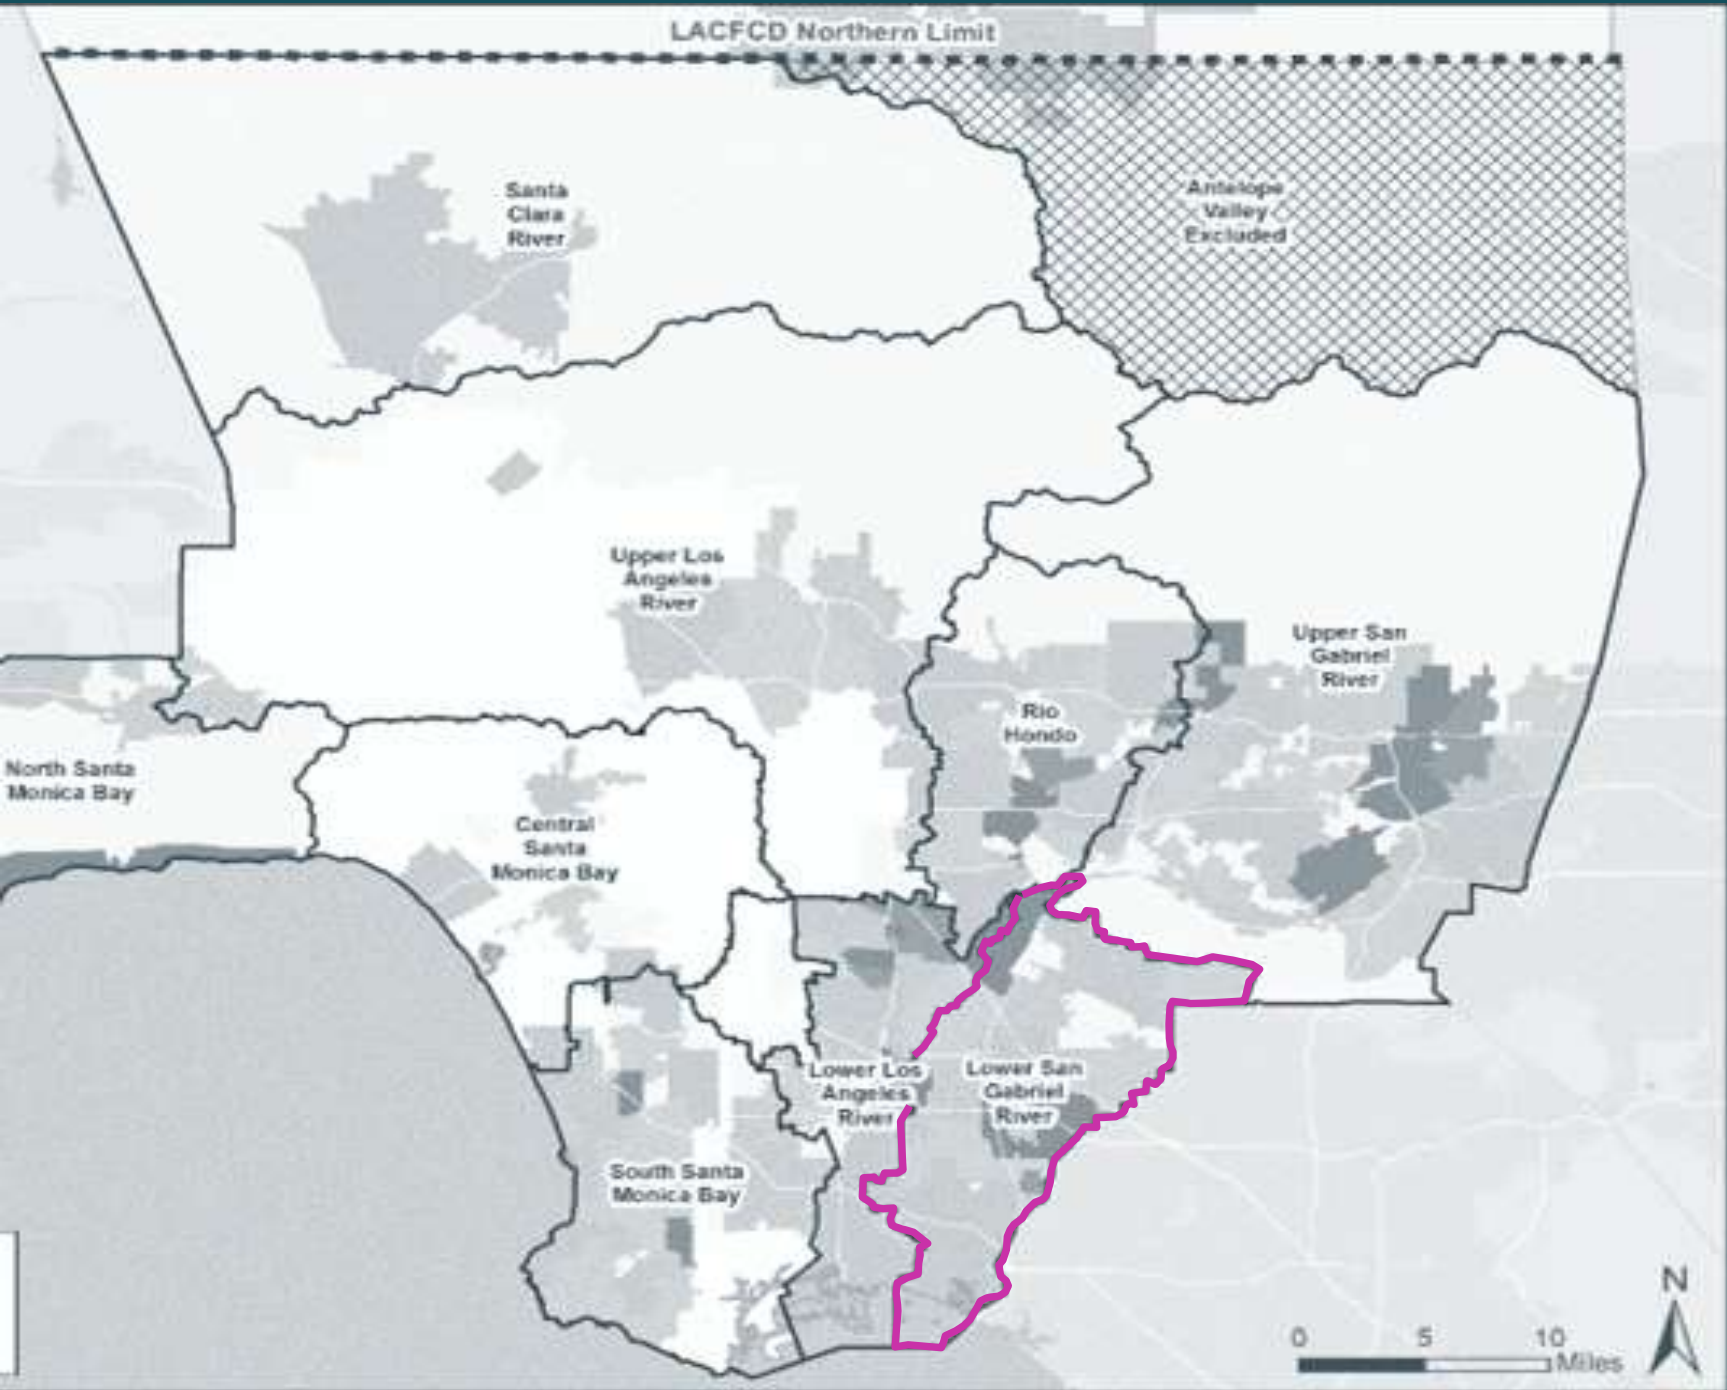 LACFCD Northern Limit
Santa
Clara
River
Antelope
Valley
Excluded
Upper Los
Angeles
River
Upper San
Gabriel
River
Rio
Hondo
North Santa
Monica Bay
Central
Santa
Monica Bay
Lower Los
Angeles
River
Lower San
Gabriel
River
South Santa
Monica Bay
N
0 5 10
Miles